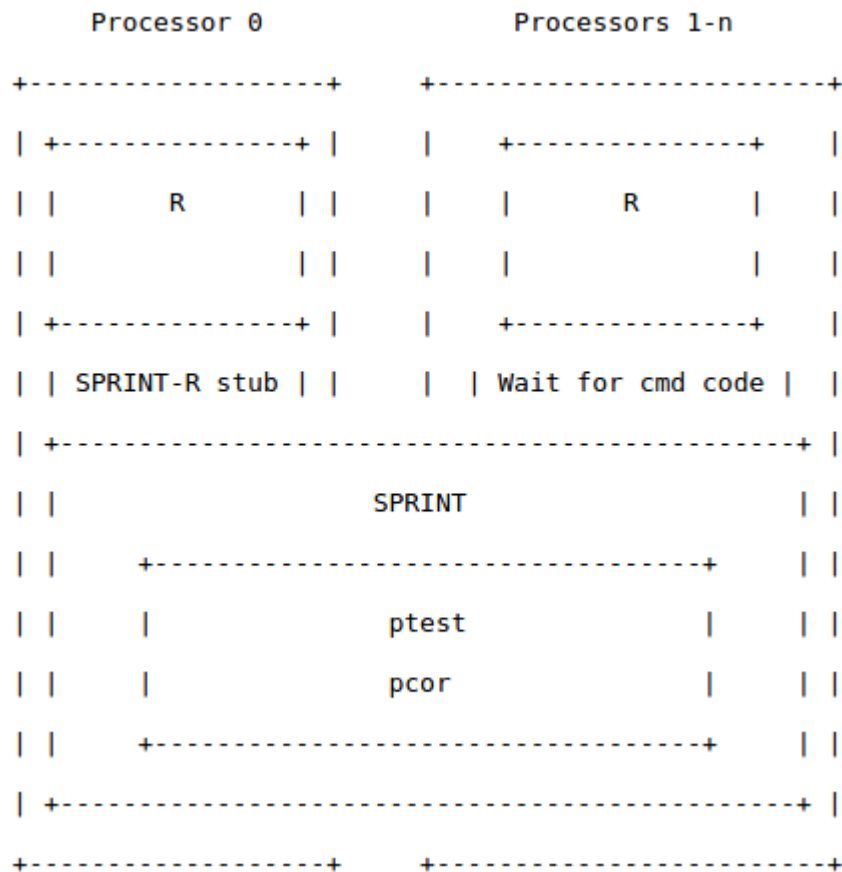 Processor 0 Processors 1-n
R R
SPRINT-R stub Wait for cmd code
SPRINT
ptest
pcor